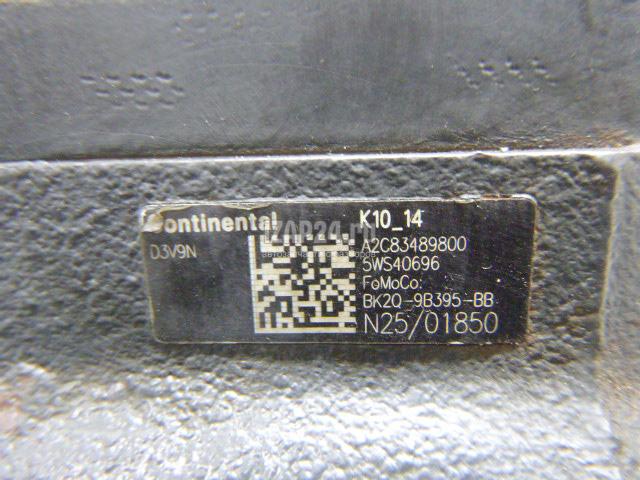 Continental
D3V9N
K10_14
A2C83489800
5WS40696
FoMoCo:
BK2Q-9B395-BB
N25/01850